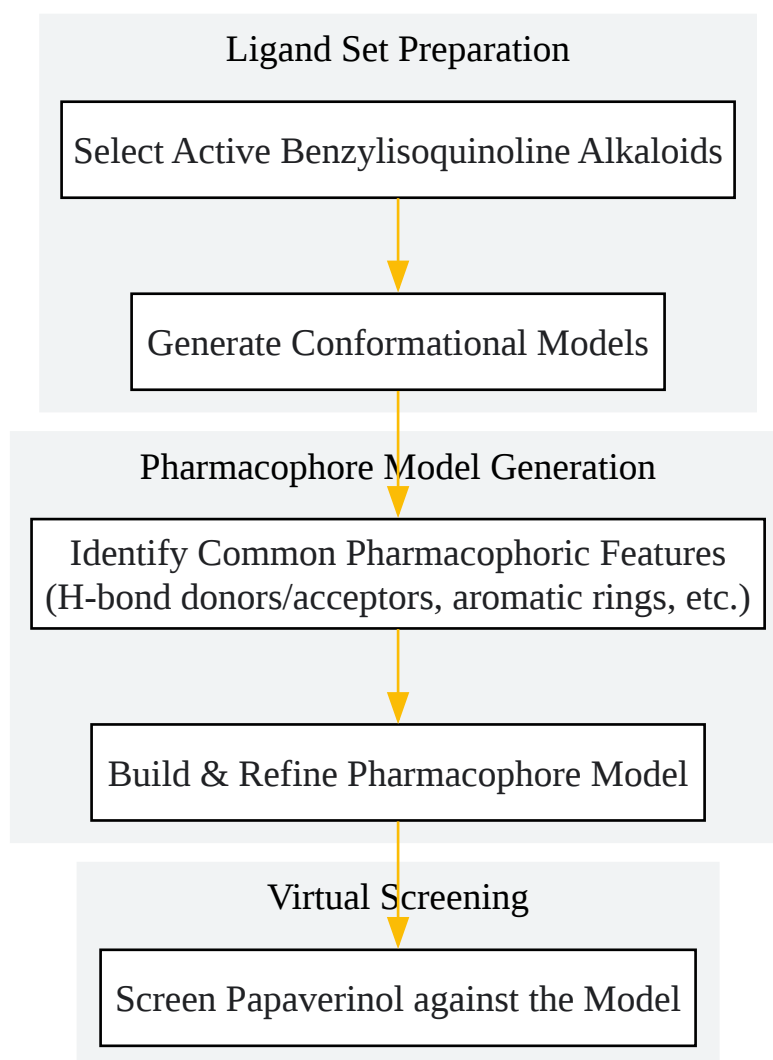 Ligand Set Preparation
Select Active Benzylisoquinoline Alkaloids
Generate Conformational Models
Pharmacophore Model Generation
Identify Common Pharmacophoric Features
(H-bond donors/acceptors, aromatic rings, etc.)
Build & Refine Pharmacophore Model
Virtual Screening
Screen Papaverinol against the Model